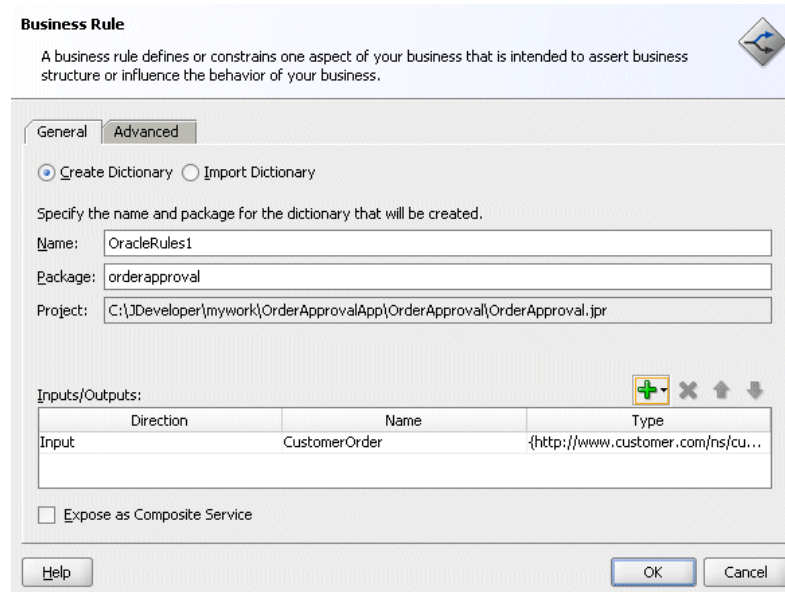 Business Rule
A business rule defines or constrains one aspect of your business that is intended to assert business
structure or influence the behavior of your business.
General Advanced
Create Dictionary Import Dictionary
Specify the name and package for the dictionary that will be created.
Name: OracleRules1
Package: orderapproval
Project: C:\JDeveloper\mywork\OrderApprovalApp\OrderApproval\OrderApproval.jpr
Inputs/Outputs:
Direction Name Type
Input CustomerOrder {http://www.customer.com/ns/cu...
Expose as Composite Service
Help OK Cancel